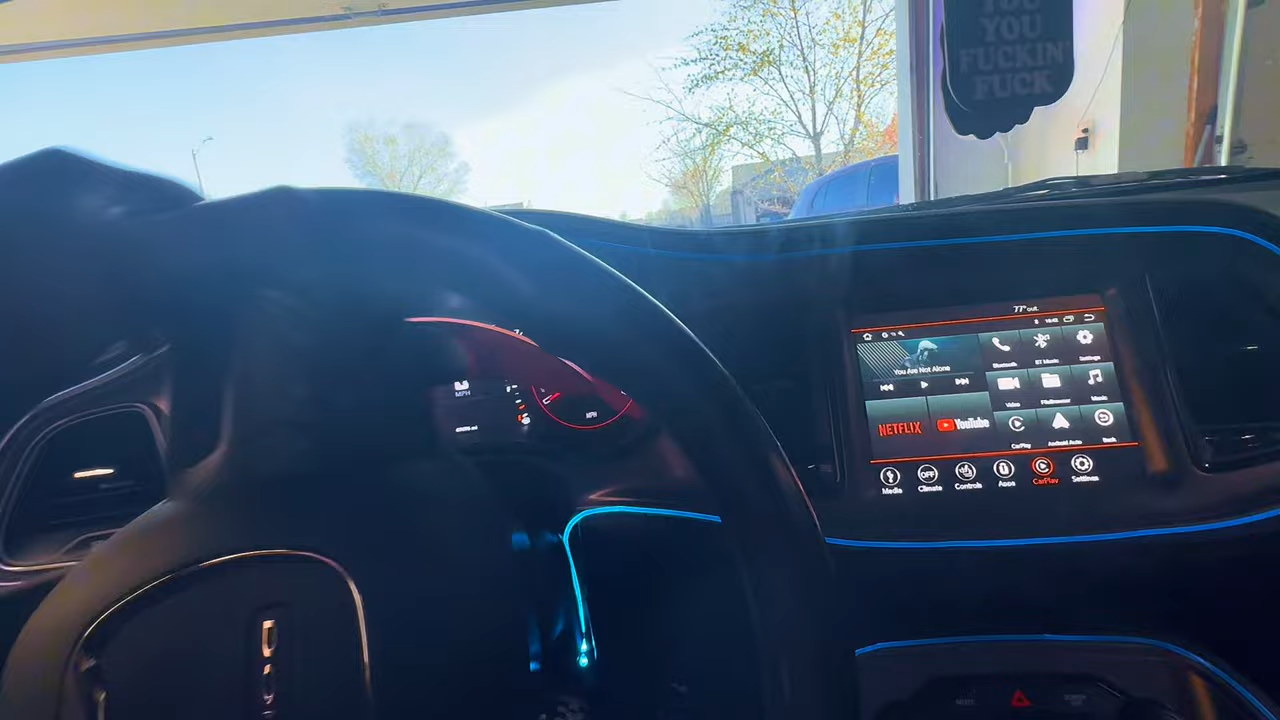 YOU
YOU
FUCKIN'
FUCK
77° out
You Are Not Alone
Bluetooth
BT Music
Settings
Video
FileBrowser
Music
NETFLIX
YouTube
CarPlay
Android Auto
Back
OFF
Media
Climate
Controls
Apps
CarPlay
Settings
MPH
MPH